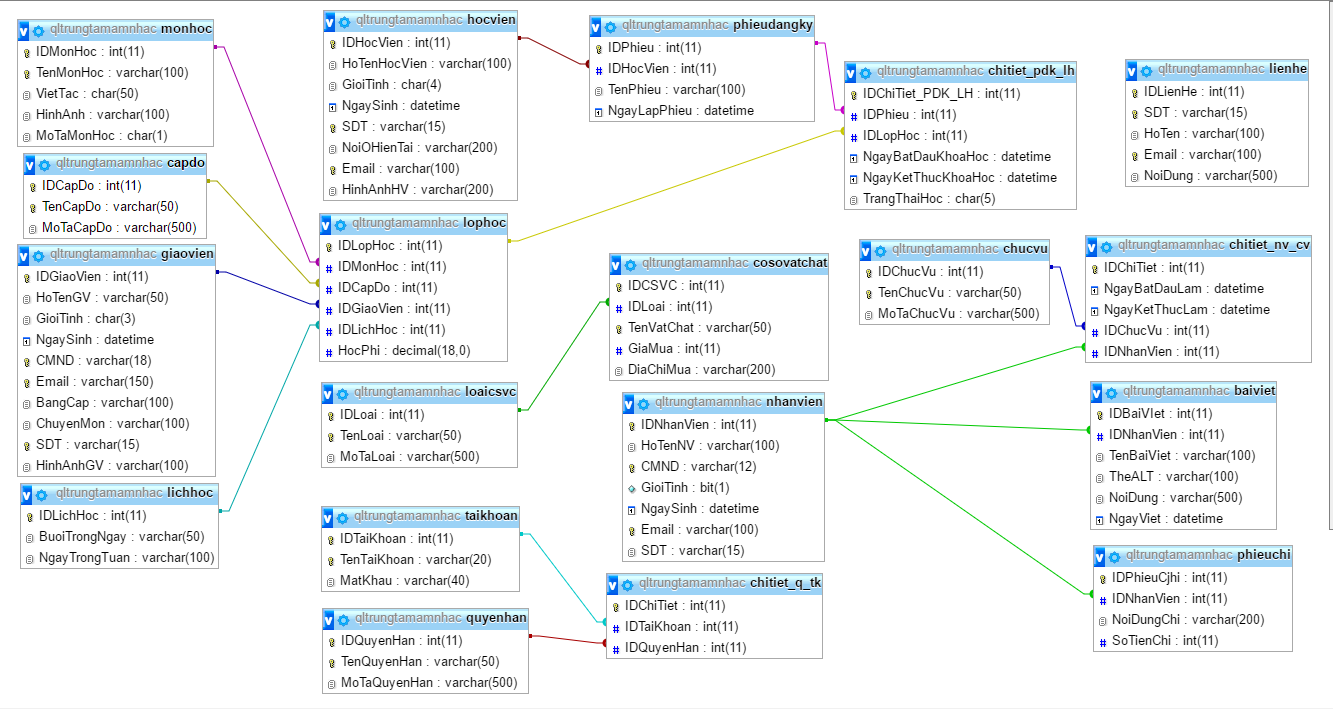 qltrungtamamnhac monhoc
IDMonHoc : int(11)
TenMonHoc : varchar(100)
VietTac : char(50)
HinhAnh : varchar(100)
MoTaMonHoc : char(1)
qltrungtamamnhac capdo
IDCapDo : int(11)
TenCapDo : varchar(50)
MoTaCapDo : varchar(500)
qltrungtamamnhac giaovien
IDGiaoVien : int(11)
HoTenGV : varchar(50)
GioiTinh : char(3)
NgaySinh : datetime
CMND : varchar(18)
Email : varchar(150)
BangCap : varchar(100)
ChuyenMon : varchar(100)
SDT : varchar(15)
HinhAnhGV : varchar(100)
qltrungtamamnhac lichhoc
IDLichHoc : int(11)
BuoiTrongNgay : varchar(50)
NgayTrongTuan : varchar(100)
qltrungtamamnhac hocvien
IDHocVien : int(11)
HoTenHocVien : varchar(100)
GioiTinh : char(4)
NgaySinh : datetime
SDT : varchar(15)
NoiOHienTai : varchar(200)
Email : varchar(100)
HinhAnhHV : varchar(200)
qltrungtamamnhac lophoc
IDLopHoc : int(11)
IDMonHoc : int(11)
IDCapDo : int(11)
IDGiaoVien : int(11)
IDLichHoc : int(11)
HocPhi : decimal(18,0)
qltrungtamamnhac loaicsvc
IDLoai : int(11)
TenLoai : varchar(50)
MoTaLoai : varchar(500)
qltrungtamamnhac taikhoan
IDTaiKhoan : int(11)
TenTaiKhoan : varchar(20)
MatKhau : varchar(40)
qltrungtamamnhac quyenhan
IDQuyenHan : int(11)
TenQuyenHan : varchar(50)
MoTaQuyenHan : varchar(500)
qltrungtamamnhac phieudangky
IDPhieu : int(11)
IDHocVien : int(11)
TenPhieu : varchar(100)
NgayLapPhieu : datetime
qltrungtamamnhac cosovatchat
IDCSVC : int(11)
IDLoai : int(11)
TenVatChat : varchar(50)
GiaMua : int(11)
DiaChiMua : varchar(200)
qltrungtamamnhac nhanvien
IDNhanVien : int(11)
HoTenNV : varchar(100)
CMND : varchar(12)
GioiTinh : bit(1)
NgaySinh : datetime
Email : varchar(100)
SDT : varchar(15)
qltrungtamamnhac chitiet_q_tk
IDChiTiet : int(11)
IDTaiKhoan : int(11)
IDQuyenHan : int(11)
qltrungtamamnhac chitiet_pdk_lh
IDChiTiet_PDK_LH : int(11)
IDPhieu : int(11)
IDLopHoc : int(11)
NgayBatDauKhoaHoc : datetime
NgayKetThucKhoaHoc : datetime
TrangThaiHoc : char(5)
qltrungtamamnhac chucvu
IDChucVu : int(11)
TenChucVu : varchar(50)
MoTaChucVu : varchar(500)
qltrungtamamnhac lienhe
IDLienHe : int(11)
SDT : varchar(15)
HoTen : varchar(100)
Email : varchar(100)
NoiDung : varchar(500)
qltrungtamamnhac chitiet_nv_cv
IDChiTiet : int(11)
NgayBatDauLam : datetime
NgayKetThucLam : datetime
IDChucVu : int(11)
IDNhanVien : int(11)
qltrungtamamnhac baiviet
IDBaiVIet : int(11)
IDNhanVien : int(11)
TenBaiViet : varchar(100)
TheALT : varchar(100)
NoiDung : varchar(500)
NgayViet : datetime
qltrungtamamnhac phieuchi
IDPhieuCjhi : int(11)
IDNhanVien : int(11)
NoiDungChi : varchar(200)
SoTienChi : int(11)